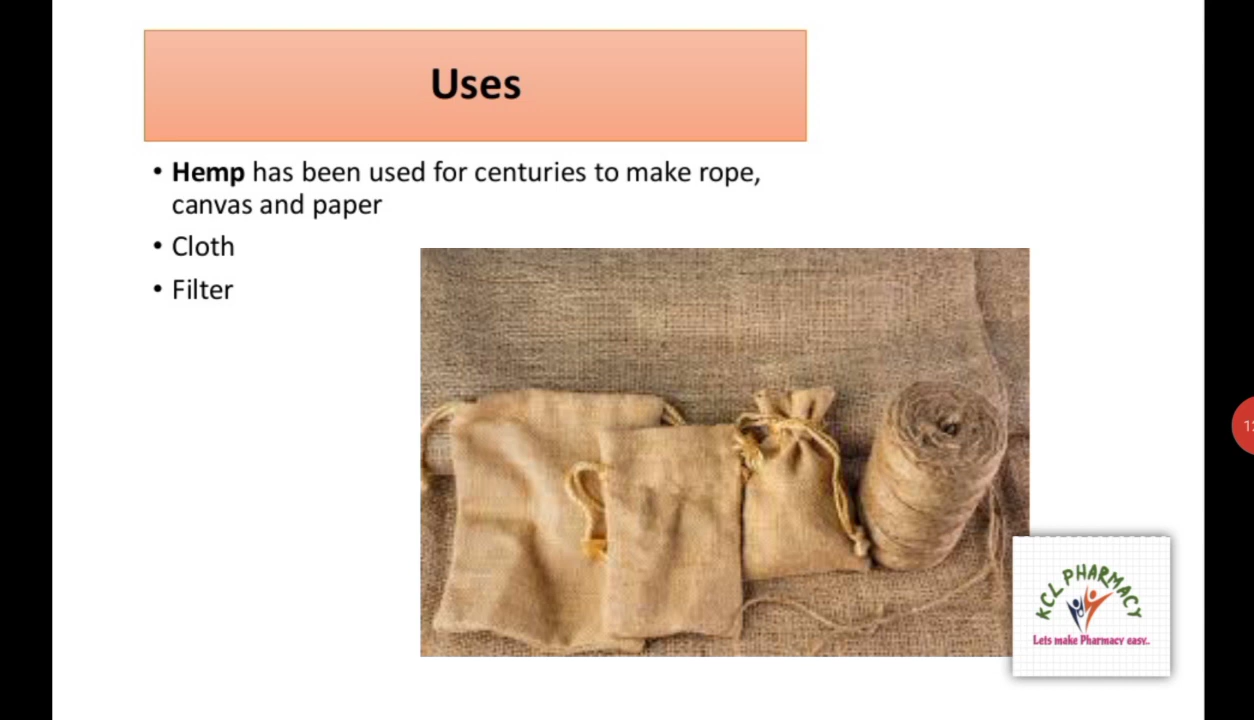 Uses
• Hemp has been used for centuries to make rope,
canvas and paper
• Cloth
• Filter
KCL PHARMACY
Lets make Pharmacy easy..